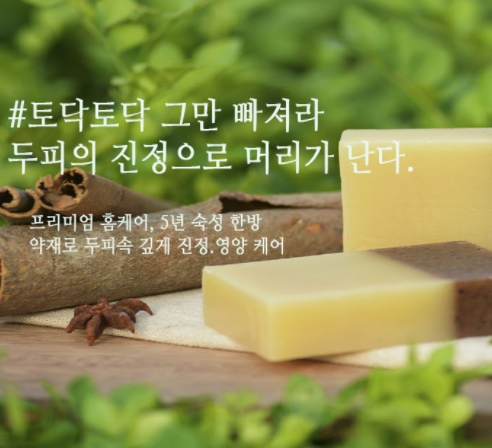 #토닥토닥 그만 빠져라
두피의 진정으로 머리가 난다.
프리미엄 홈케어, 5년 숙성 한방
약재로 두피속 깊게 진정.영양 케어